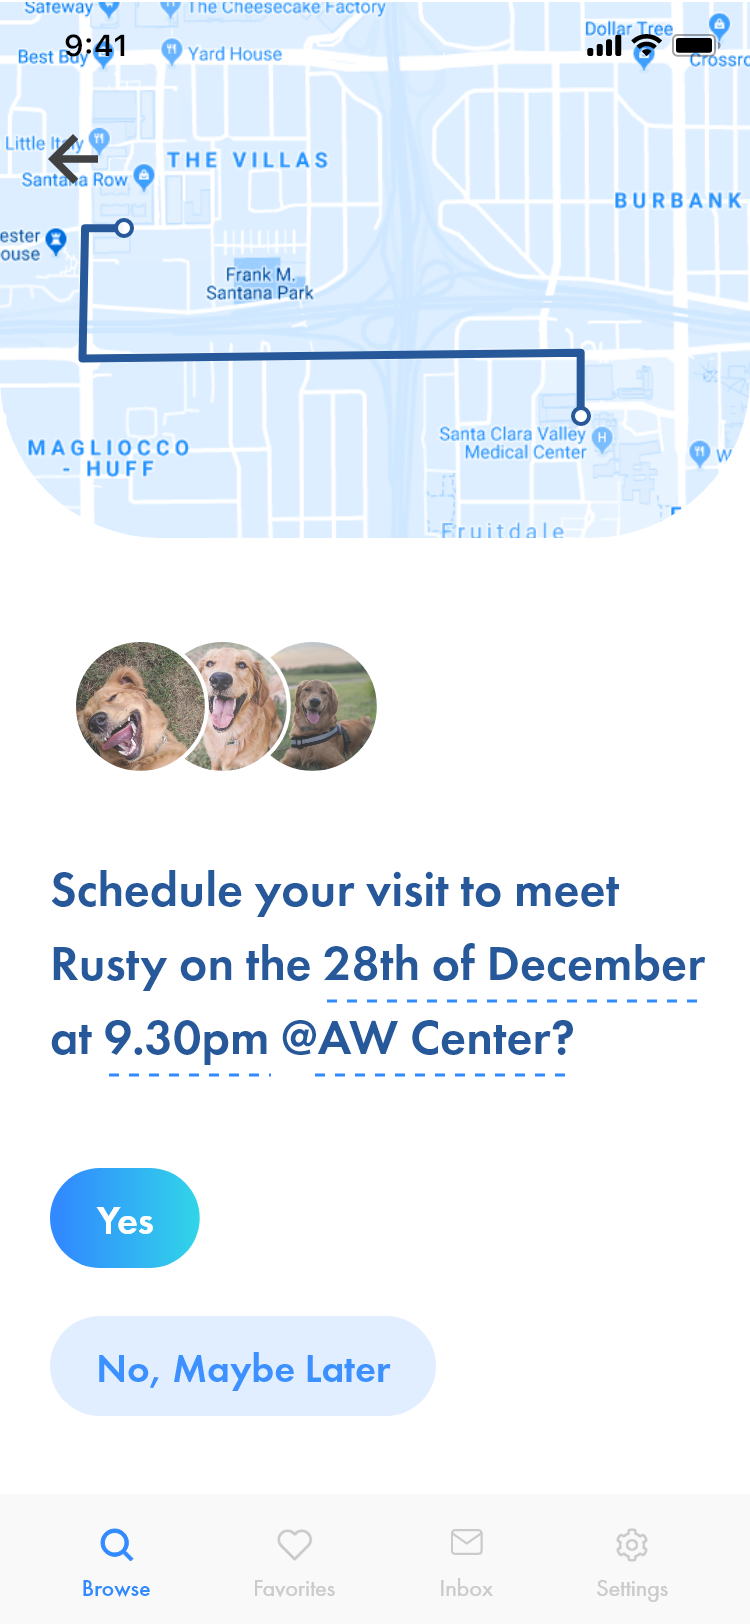 Safeway
The Cheesecake Factory
9:41
Dollar Tree
Best Buy
Yard House
Crossro
Little Italy
THE VILLAS
Santana Row
BURBANK
ester
ouse
Frank M.
Santana Park
Santa Clara Valley
Medical Center
H
MAGLIOCCO
- HUFF
W
Fruitdale
Schedule your visit to meet
Rusty on the 28th of December
at 9.30pm @AW Center?
Yes
No, Maybe Later
Browse
Favorites
Inbox
Settings